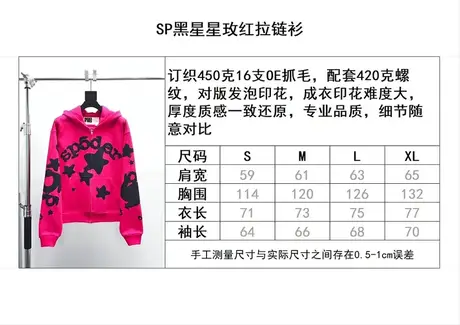 SP黑星星玫红拉链衫
订织450克16支OE抓毛，配套420克螺
纹，对版发泡印花，成衣印花难度大，
厚度质感一致还原，专业品质，细节随
意对比
尺码 S M L XL
肩宽 59 61 63 65
胸围 114 120 126 132
衣长 71 73 75 77
袖长 64 66 68 70
手工测量尺寸与实际尺寸之间存在0.5-1cm误差